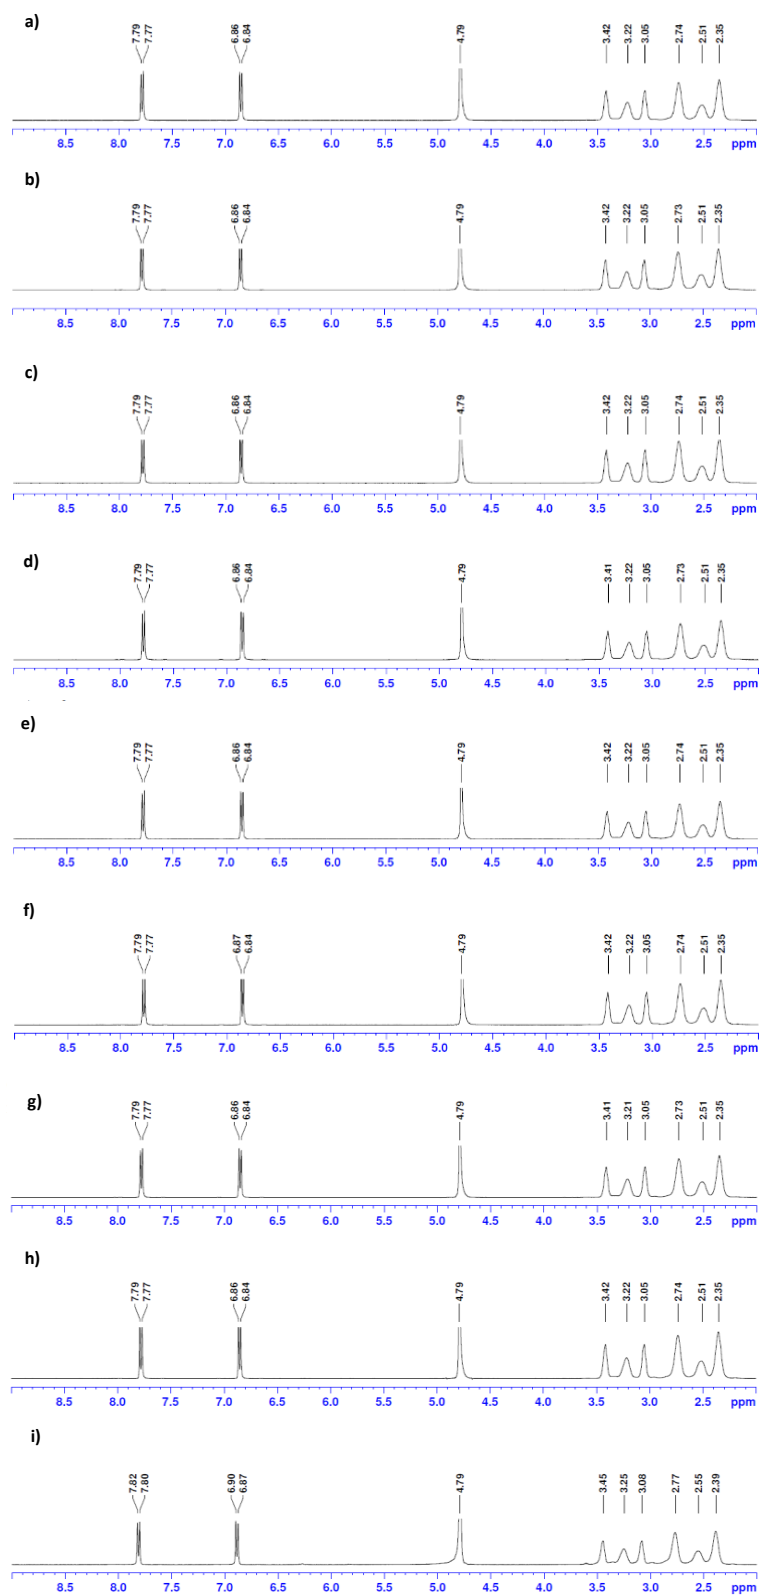 a)
7.79 7.77 6.86 6.84 4.79 3.42 3.22 3.05 2.74 2.51 2.35
8.5 8.0 7.5 7.0 6.5 6.0 5.5 5.0 4.5 4.0 3.5 3.0 2.5 ppm
b)
7.79 7.77 6.86 6.84 4.79 3.42 3.22 3.05 2.73 2.51 2.35
8.5 8.0 7.5 7.0 6.5 6.0 5.5 5.0 4.5 4.0 3.5 3.0 2.5 ppm
c)
7.79 7.77 6.86 6.84 4.79 3.42 3.22 3.05 2.74 2.51 2.35
8.5 8.0 7.5 7.0 6.5 6.0 5.5 5.0 4.5 4.0 3.5 3.0 2.5 ppm
d)
7.79 7.77 6.86 6.84 4.79 3.41 3.22 3.05 2.73 2.51 2.35
8.5 8.0 7.5 7.0 6.5 6.0 5.5 5.0 4.5 4.0 3.5 3.0 2.5 ppm
e)
7.79 7.77 6.86 6.84 4.79 3.42 3.22 3.05 2.74 2.51 2.35
8.5 8.0 7.5 7.0 6.5 6.0 5.5 5.0 4.5 4.0 3.5 3.0 2.5 ppm
f)
7.79 7.77 6.87 6.84 4.79 3.42 3.22 3.05 2.74 2.51 2.35
8.5 8.0 7.5 7.0 6.5 6.0 5.5 5.0 4.5 4.0 3.5 3.0 2.5 ppm
g)
7.79 7.77 6.86 6.84 4.79 3.41 3.21 3.05 2.73 2.51 2.35
8.5 8.0 7.5 7.0 6.5 6.0 5.5 5.0 4.5 4.0 3.5 3.0 2.5 ppm
h)
7.79 7.77 6.86 6.84 4.79 3.42 3.22 3.05 2.74 2.51 2.35
8.5 8.0 7.5 7.0 6.5 6.0 5.5 5.0 4.5 4.0 3.5 3.0 2.5 ppm
i)
7.82 7.80 6.90 6.87 4.79 3.45 3.25 3.08 2.77 2.55 2.39
8.5 8.0 7.5 7.0 6.5 6.0 5.5 5.0 4.5 4.0 3.5 3.0 2.5 ppm